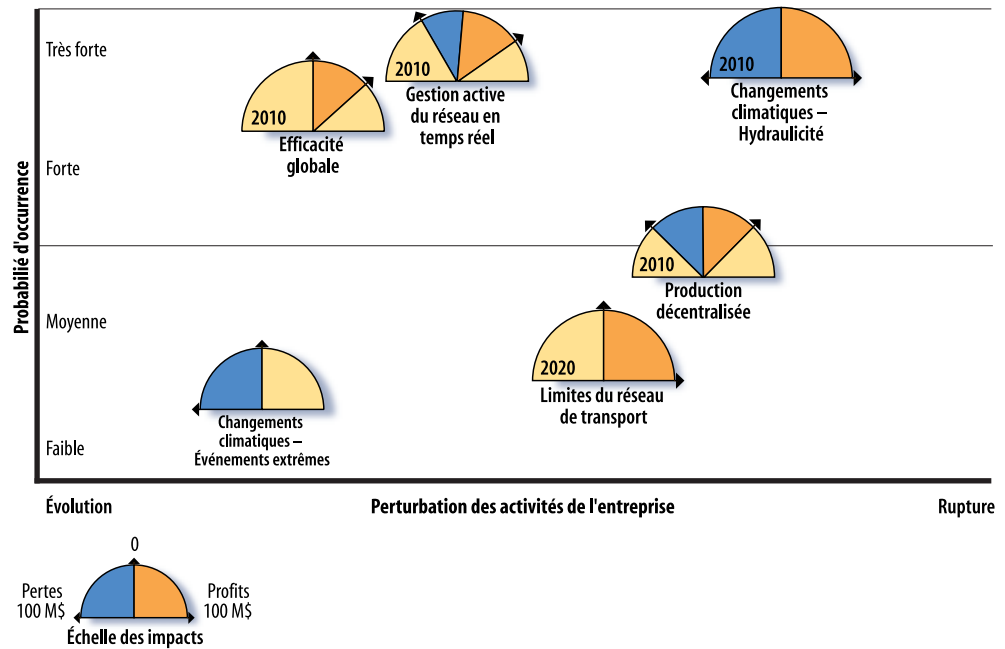 Très forte
2010
Gestion active
du réseau en
temps réel
2010
Efficacité
globale
2010
Changements
climatiques –
Hydraulicité
Probabilié d'occurrence
Forte
2010
Production
décentralisée
Moyenne
2020
Limites du réseau
de transport
Changements
climatiques –
Événements extrêmes
Faible
Évolution
Perturbation des activités de l'entreprise
Rupture
0
Pertes
100 M$
Profits
100 M$
Échelle des impacts